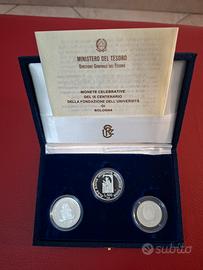 MINISTERO DEL TESORO
DIREZIONE GENERALE DEL TESORO
MONETE CELEBRATIVE
DEL IX CENTENARIO
DELLA FONDAZIONE DELL'UNIVERSITÀ
DI
BOLOGNA
subito